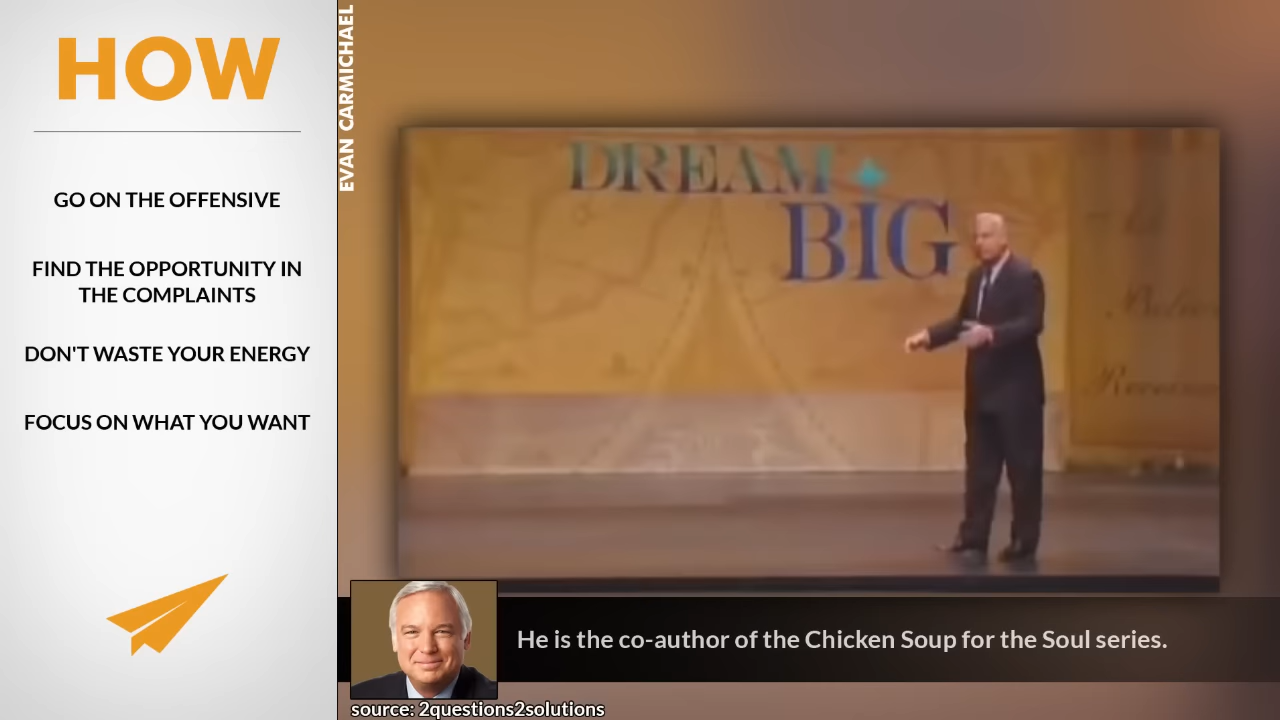 HOW
GO ON THE OFFENSIVE
FIND THE OPPORTUNITY IN
THE COMPLAINTS
DON'T WASTE YOUR ENERGY
FOCUS ON WHAT YOU WANT
EVAN CARMICHAEL
DREAM
BIG
He is the co-author of the Chicken Soup for the Soul series.
source: 2questions2solutions